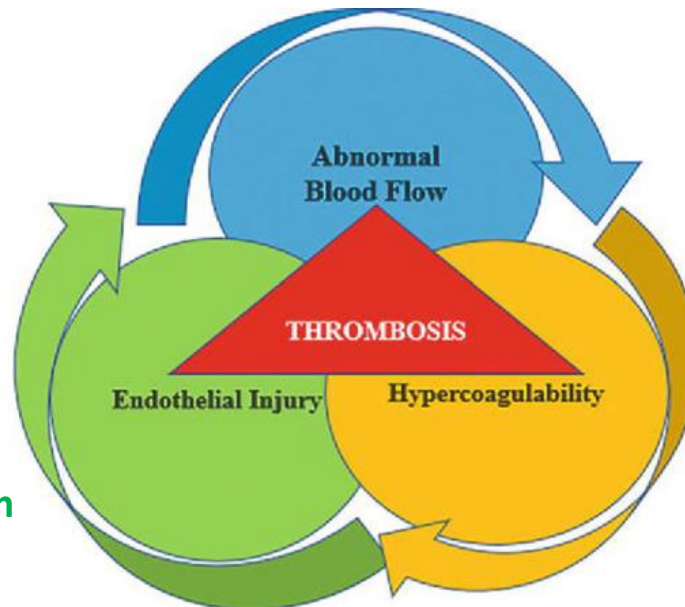 Abnormal
Blood Flow
THROMBOSIS
Endothelial Injury
Hypercoagulability
n